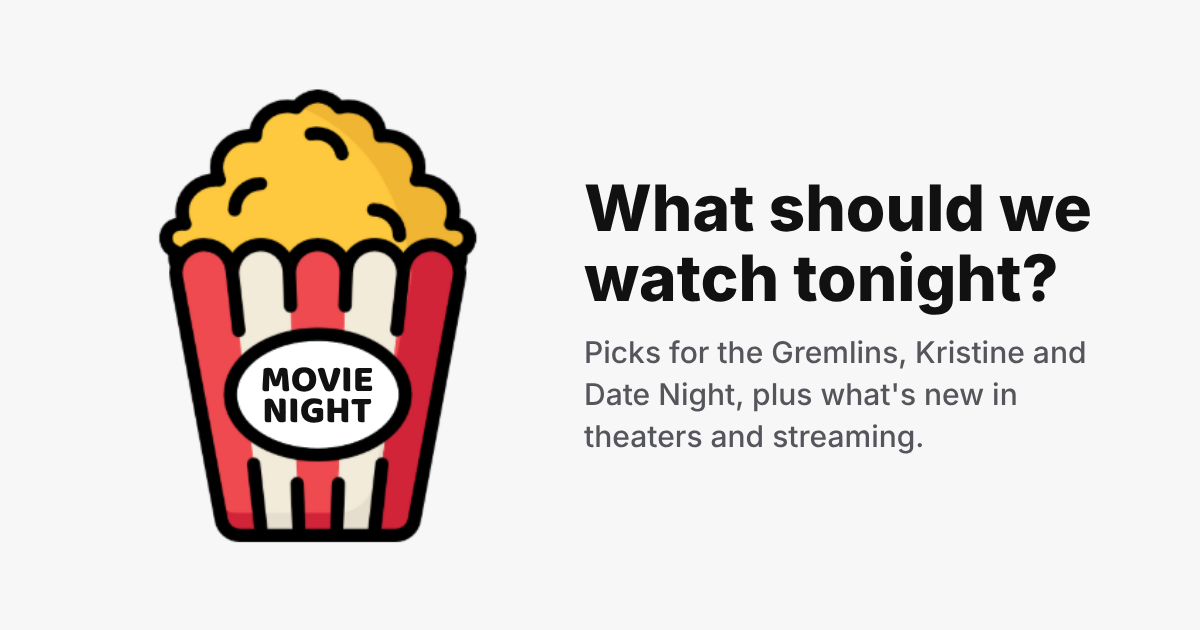 MOVIE
NIGHT
What should we
watch tonight?
Picks for the Gremlins, Kristine and
Date Night, plus what's new in
theaters and streaming.